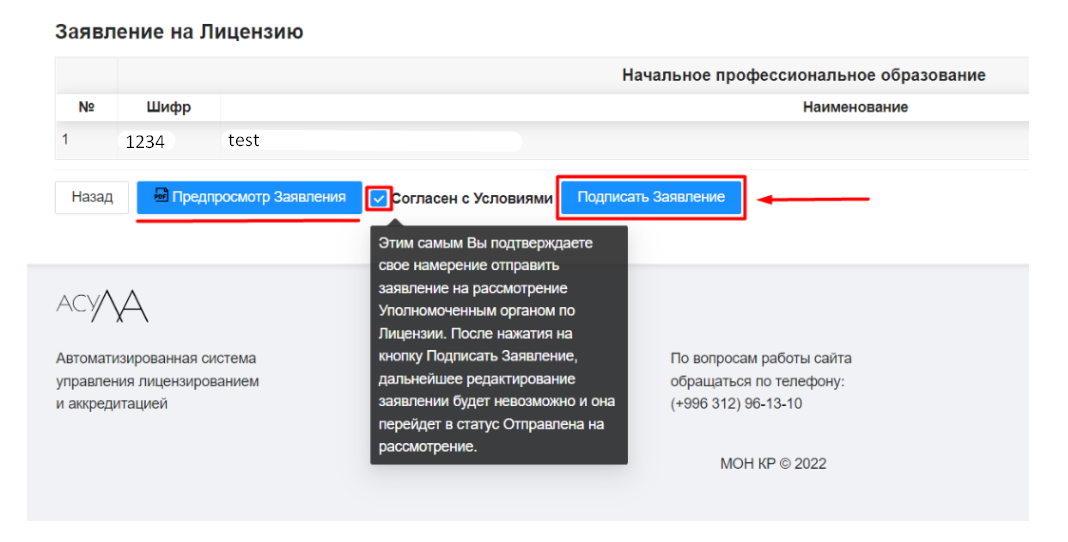 Заявление на Лицензию
Начальное профессиональное образование
№ Шифр Наименование
1 1234 test
Назад Предпросмотр Заявления Согласен с Условиями Подписать Заявление
Этим самым Вы подтверждаете
свое намерение отправить
заявление на рассмотрение
Уполномоченным органом по
Лицензии. После нажатия на
кнопку Подписать Заявление,
дальнейшее редактирование
заявлении будет невозможно и она
перейдет в статус Отправлена на
рассмотрение.
АСУЛА
Автоматизированная система
управления лицензированием
и аккредитацией
По вопросам работы сайта
обращаться по телефону:
(+996 312) 96-13-10
МОН КР © 2022